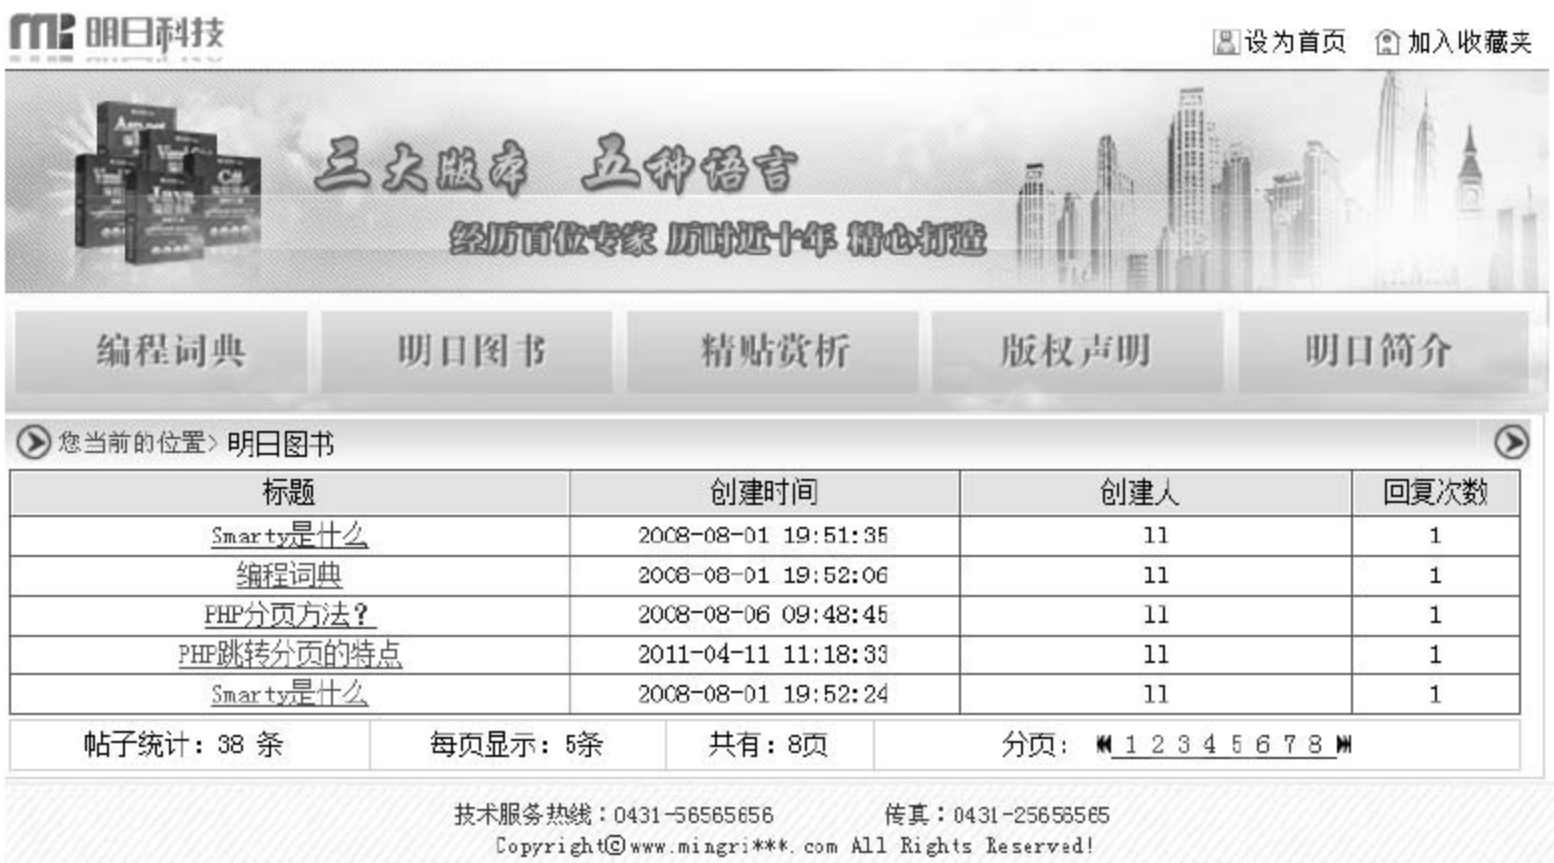 明日科技
设为首页 加入收藏夹
三大版本 五种语言
经历百位专家 历时近十年 精心打造
编程词典 明日图书 精贴赏析 版权声明 明日简介
您当前的位置> 明日图书
标题 创建时间 创建人 回复次数
Smarty是什么 2008-08-01 19:51:35 11 1
编程词典 2008-08-01 19:52:06 11 1
PHP分页方法? 2008-08-06 09:48:45 11 1
PHP跳转分页的特点 2011-04-11 11:18:33 11 1
Smarty是什么 2008-08-01 19:52:24 11 1
帖子统计: 38 条 每页显示: 5条 共有: 8页 分页: 1 2 3 4 5 6 7 8
技术服务热线:0431-56565656 传真:0431-25656565
Copyright©www.mingri***.com All Rights Reserved!